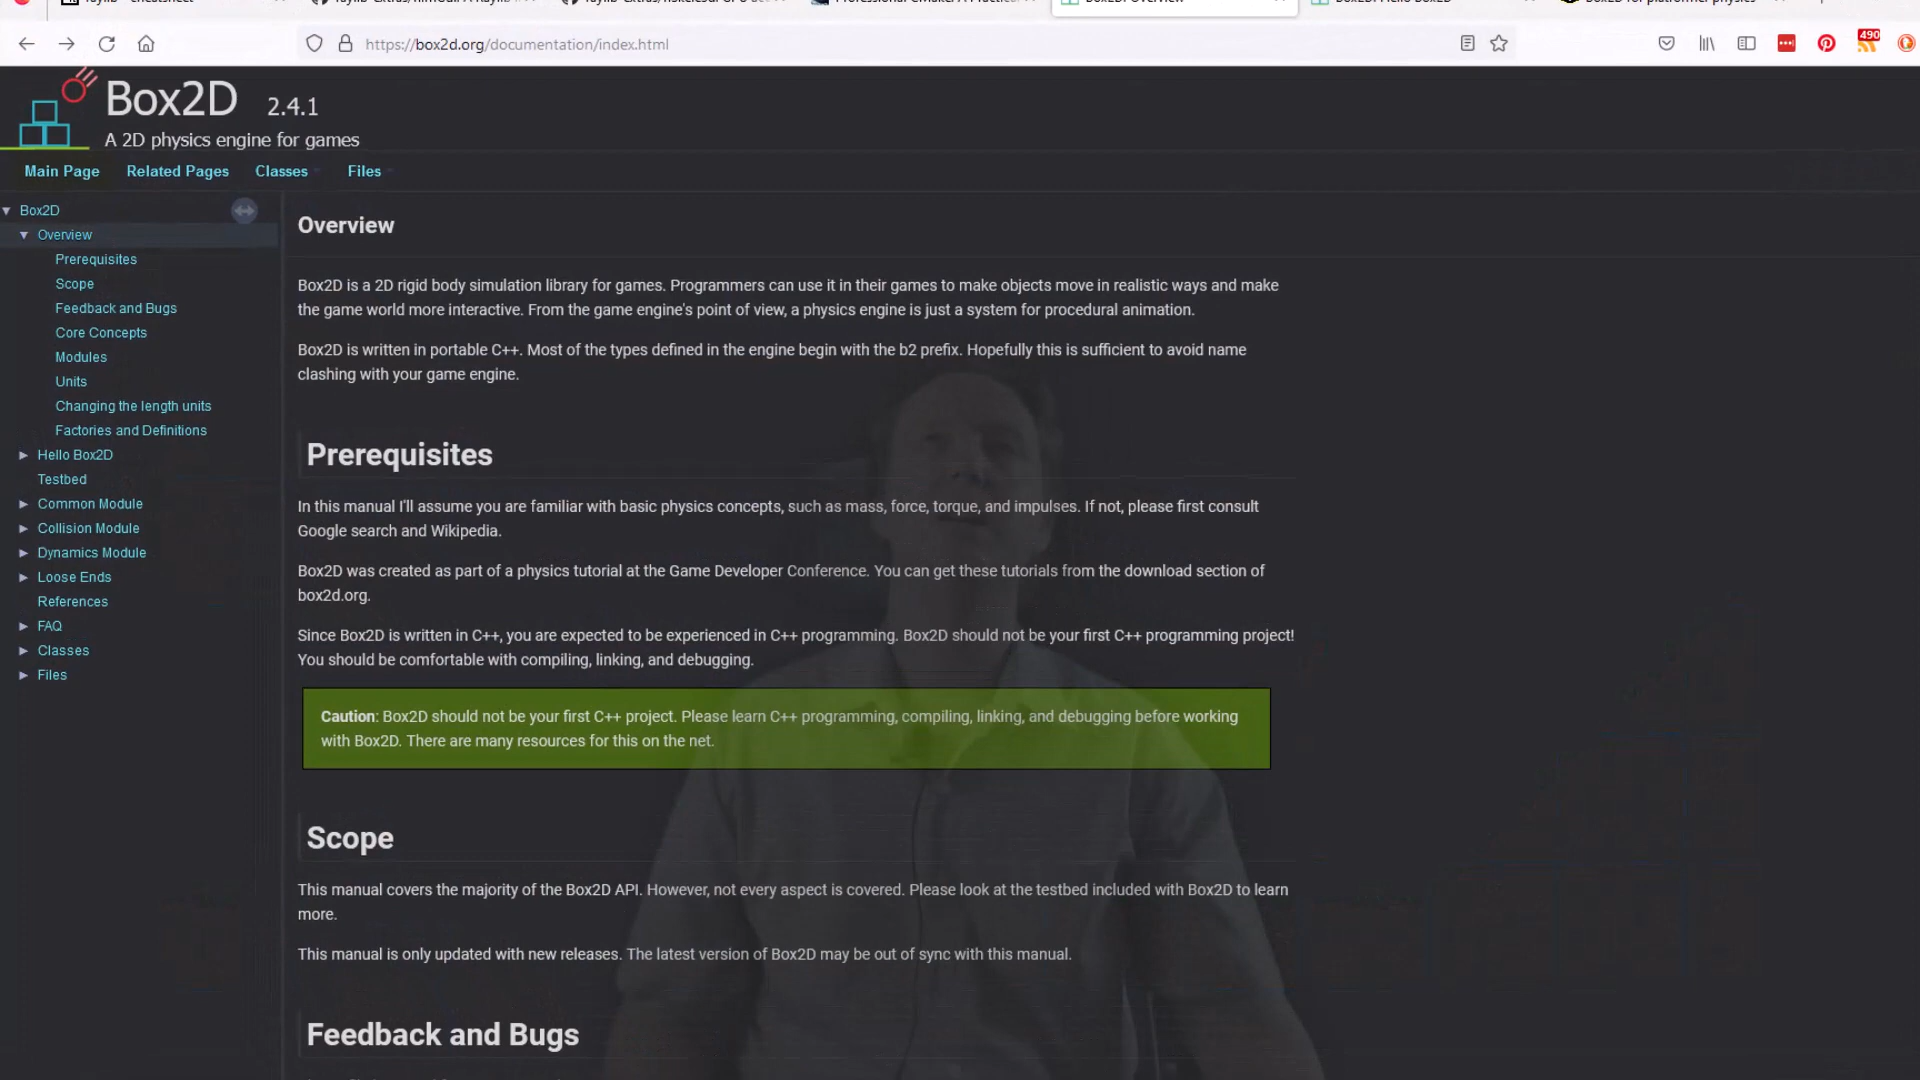 https://box2d.org/documentation/index.html
490
Box2D 2.4.1
A 2D physics engine for games
Main Page Related Pages Classes Files
Box2D
Overview
Prerequisites
Scope
Feedback and Bugs
Core Concepts
Modules
Units
Changing the length units
Factories and Definitions
Hello Box2D
Testbed
Common Module
Collision Module
Dynamics Module
Loose Ends
References
FAQ
Classes
Files
Overview
Box2D is a 2D rigid body simulation library for games. Programmers can use it in their games to make objects move in realistic ways and make
the game world more interactive. From the game engine's point of view, a physics engine is just a system for procedural animation.
Box2D is written in portable C++. Most of the types defined in the engine begin with the b2 prefix. Hopefully this is sufficient to avoid name
clashing with your game engine.
Prerequisites
In this manual I'll assume you are familiar with basic physics concepts, such as mass, force, torque, and impulses. If not, please first consult
Google search and Wikipedia.
Box2D was created as part of a physics tutorial at the Game Developer Conference. You can get these tutorials from the download section of
box2d.org.
Since Box2D is written in C++, you are expected to be experienced in C++ programming. Box2D should not be your first C++ programming project!
You should be comfortable with compiling, linking, and debugging.
Caution: Box2D should not be your first C++ project. Please learn C++ programming, compiling, linking, and debugging before working
with Box2D. There are many resources for this on the net.
Scope
This manual covers the majority of the Box2D API. However, not every aspect is covered. Please look at the testbed included with Box2D to learn
more.
This manual is only updated with new releases. The latest version of Box2D may be out of sync with this manual.
Feedback and Bugs